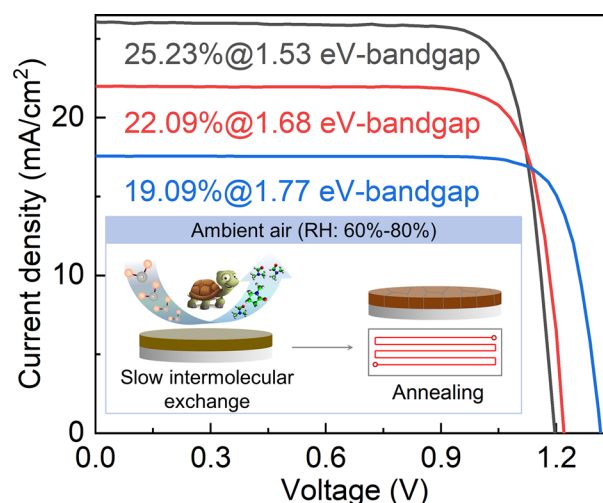 25.23%@1.53 eV-bandgap
22.09%@1.68 eV-bandgap
19.09%@1.77 eV-bandgap
Ambient air (RH: 60%-80%)
Slow intermolecular
exchange
Annealing
Current density (mA/cm²)
20
10
0
0.0 0.3 0.6 0.9 1.2
Voltage (V)